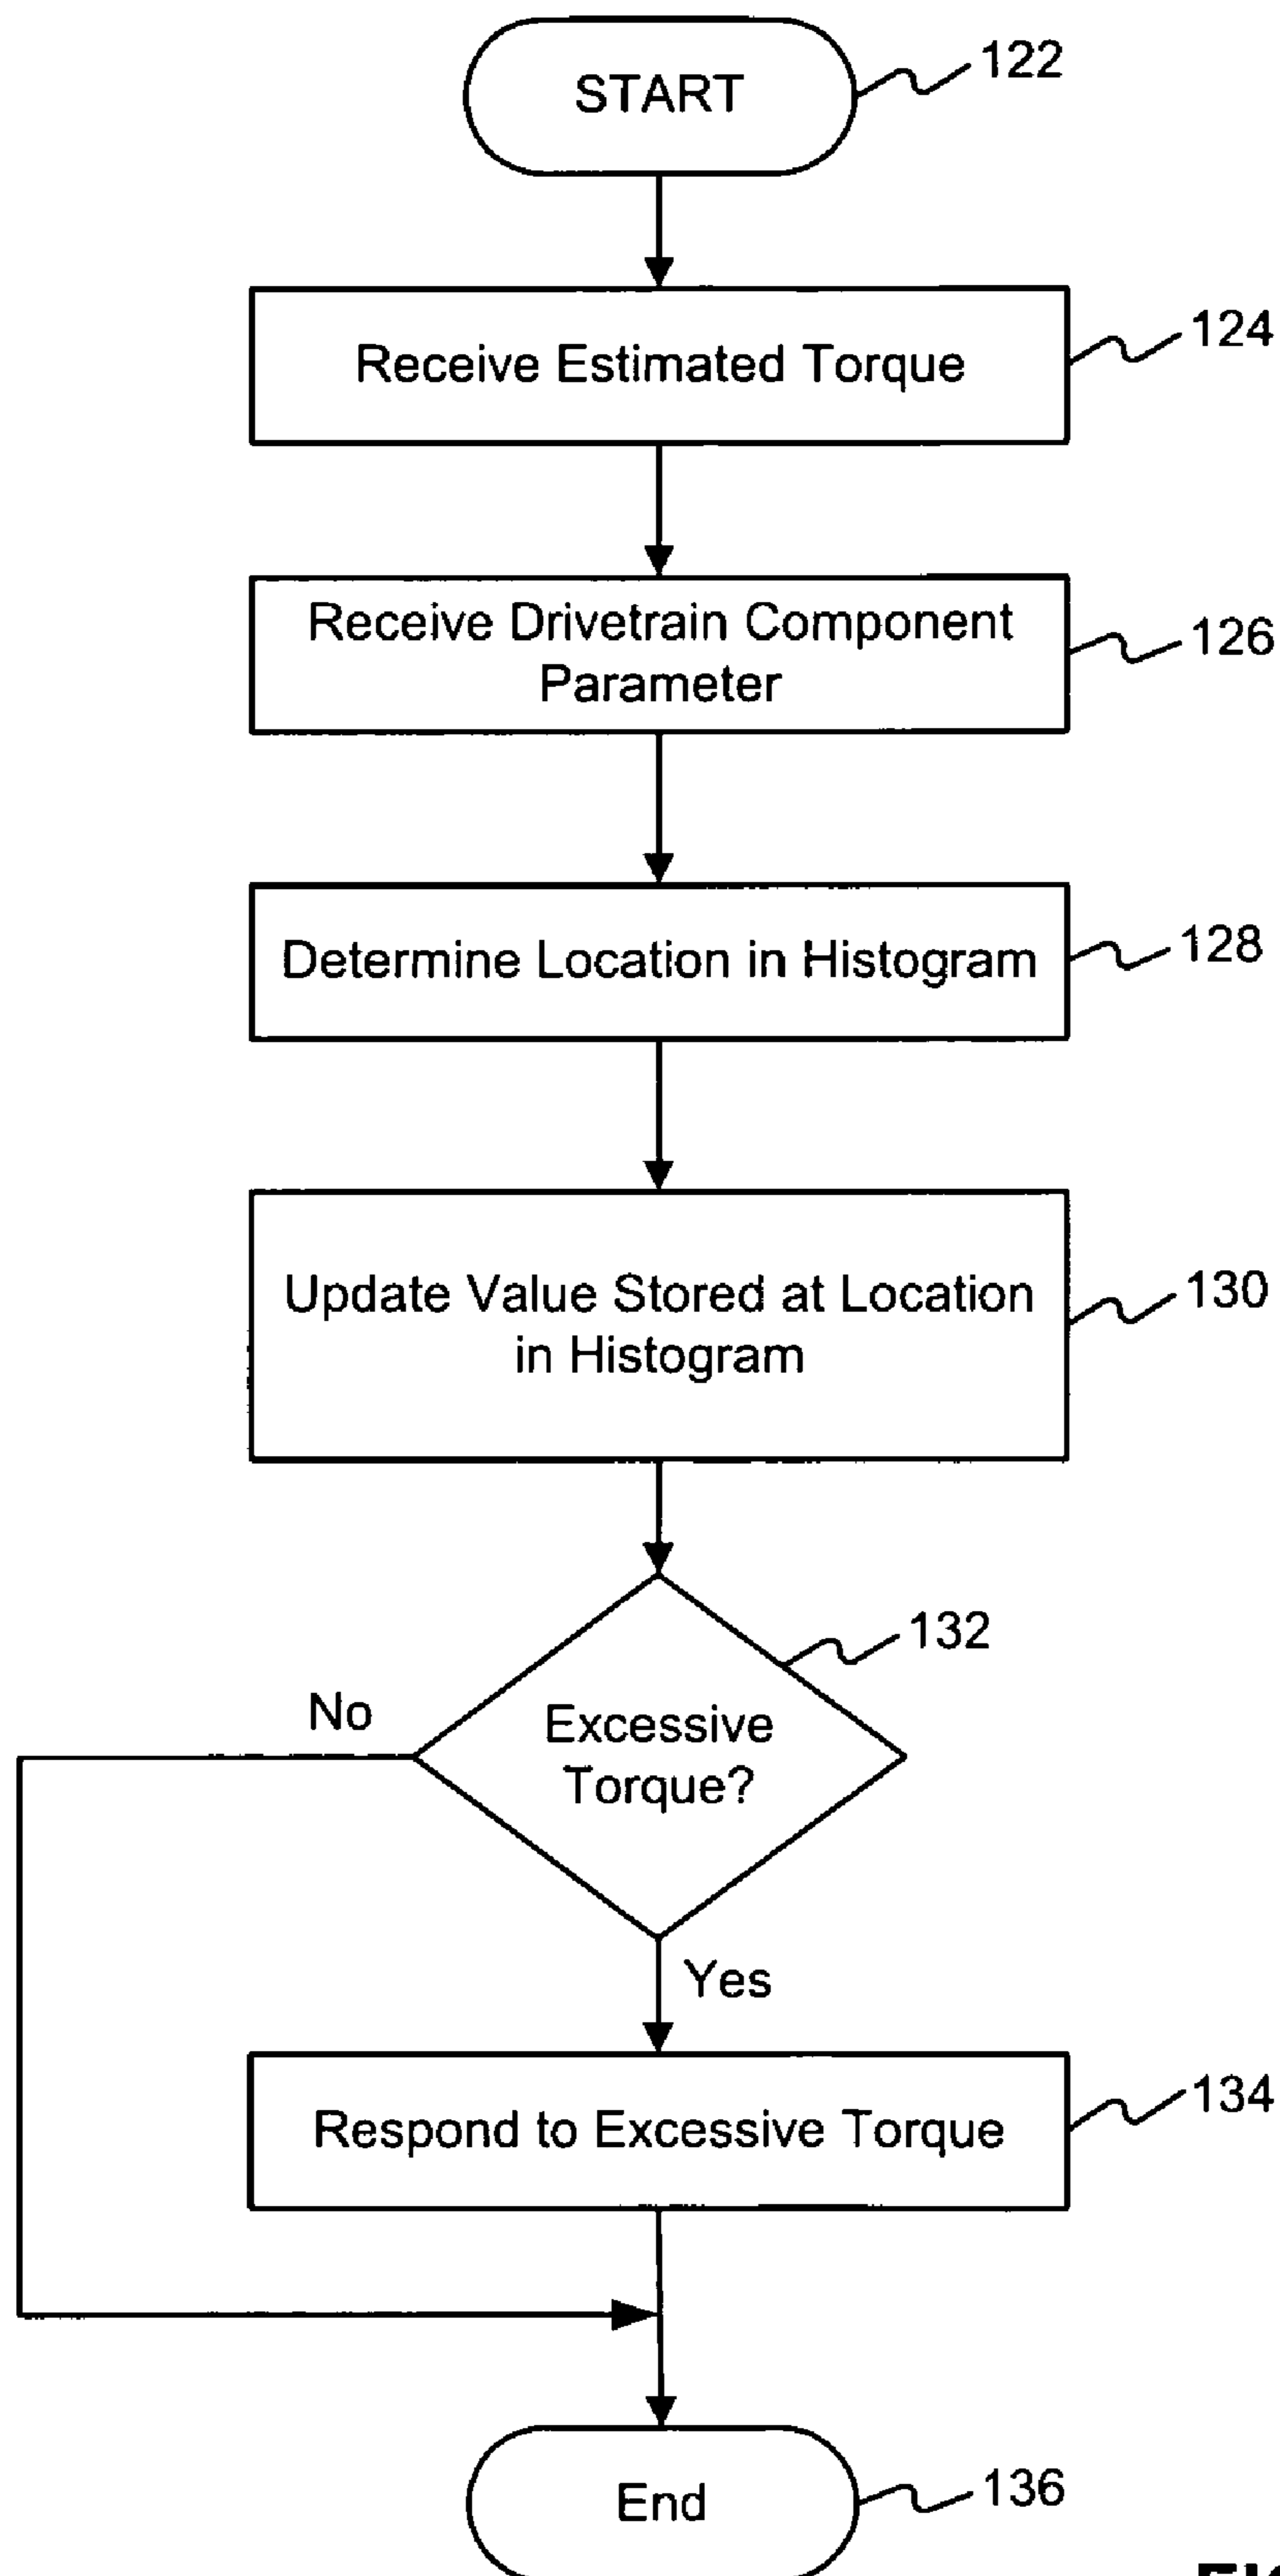 START
122
Receive Estimated Torque
124
Receive Drivetrain Component
Parameter
126
Determine Location in Histogram
128
Update Value Stored at Location
in Histogram
130
132
Excessive
Torque?
No
Yes
Respond to Excessive Torque
134
End
136